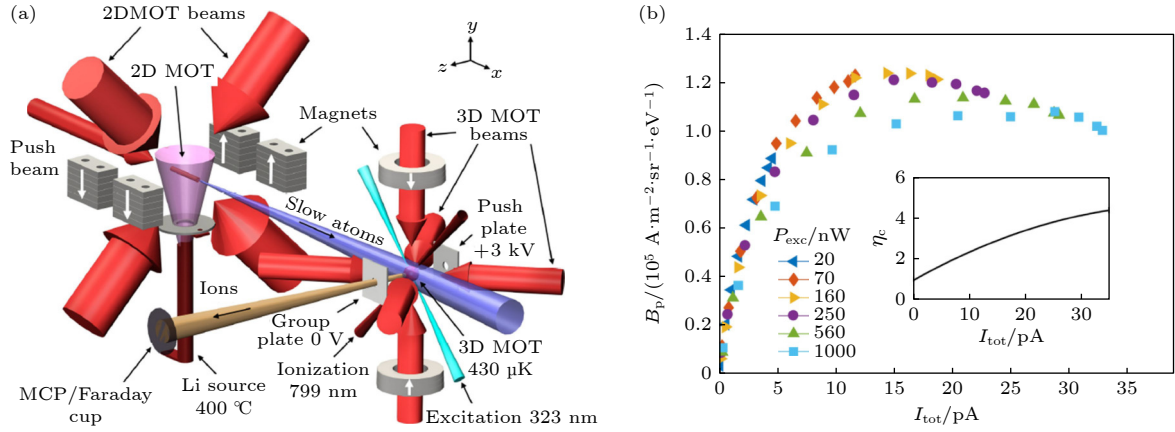 (a)
2DMOT beams
2D MOT
Push
beam
Magnets
y
z
x
3D MOT
beams
Slow atoms
Push
plate
+3 kV
Ions
Group
plate 0 V
Ionization
799 nm
3D MOT
430 μK
MCP/Faraday
cup
Li source
400 ℃
Excitation 323 nm
(b)
B_p/(10^5 A·m^−2·sr^−1·eV^−1)
1.4
1.2
1.0
0.8
0.6
0.4
0.2
0
P_exc/nW
20
70
160
250
560
1000
η_c
6
4
2
0
0 10 20 30
I_tot/pA
0 5 10 15 20 25 30 35
I_tot/pA